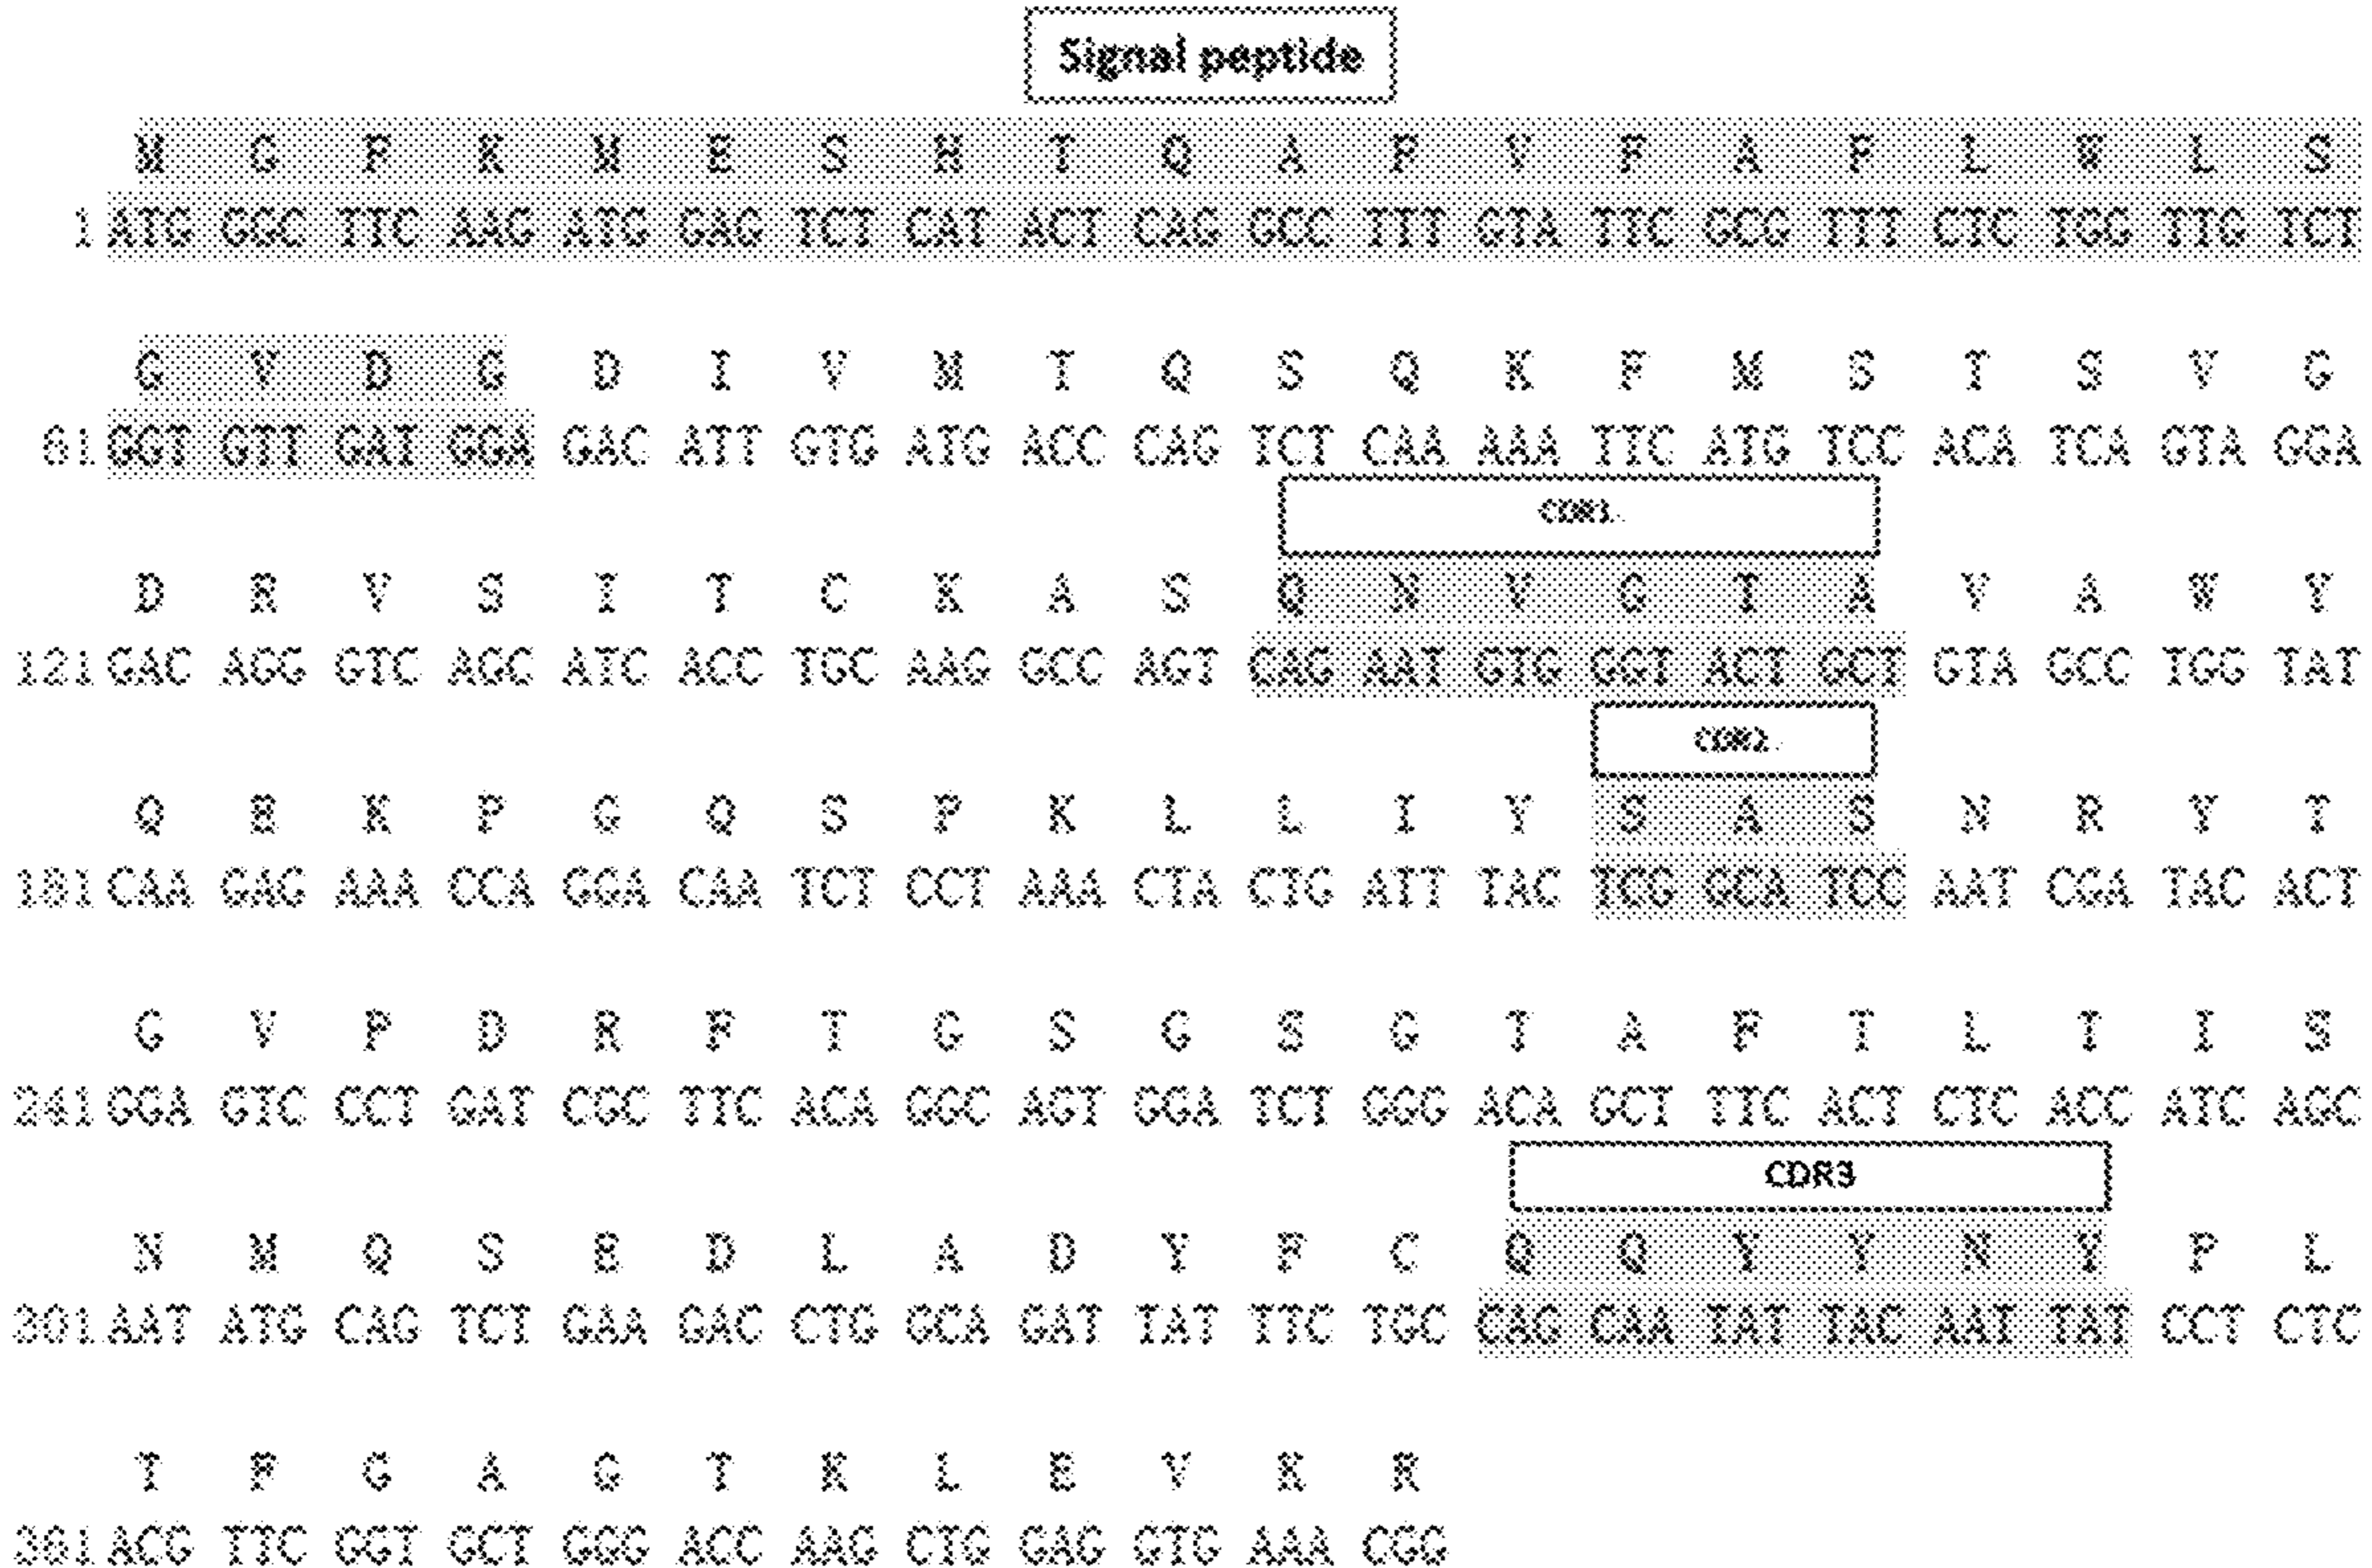 Signal peptide
M G F K M E S H T Q A F V F A F L W L S
1 ATG GGC TTC AAG ATG GAG TCT CAT ACT CAG GCC TTT GTA TTC GCG TTT CTC TGG TTG TCT
G V D G D I V M T Q S Q K F M S T S V G
61 GGT GTT GAT GGA GAC ATT GTG ATG ACC CAG TCT CAA AAA TTC ATG TCC ACA TCA GTA GGA
CDR1
D R V S I T C K A S Q N V G T A V A W Y
121 GAC AGG GTC AGC ATC ACC TGC AAG GCC AGT CAG AAT GTG GGT ACT GCT GTA GCC TGG TAT
CDR2
Q E K P G Q S P K L L I Y S A S N R Y T
181 CAA GAG AAA CCA GGA CAA TCT CCT AAA CTA CTG ATT TAC TCG GCA TCC AAT CGA TAC ACT
G V P D R F T G S G S G T A F T L T I S
241 GGA GTC CCT GAT CGC TTC ACA GGC AGT GGA TCT GGG ACA GCT TTC ACT CTC ACC ATC AGC
CDR3
N M Q S E D L A D Y F C Q Q Y Y N Y P L
301 AAT ATG CAG TCT GAA GAC CTG GCA GAT TAT TTC TGC CAG CAA TAT TAC AAT TAT CCT CTC
T F G A G T K L E V K R
361 ACG TTC GGT GCT GGG ACC AAG CTG GAG GTG AAA CGG